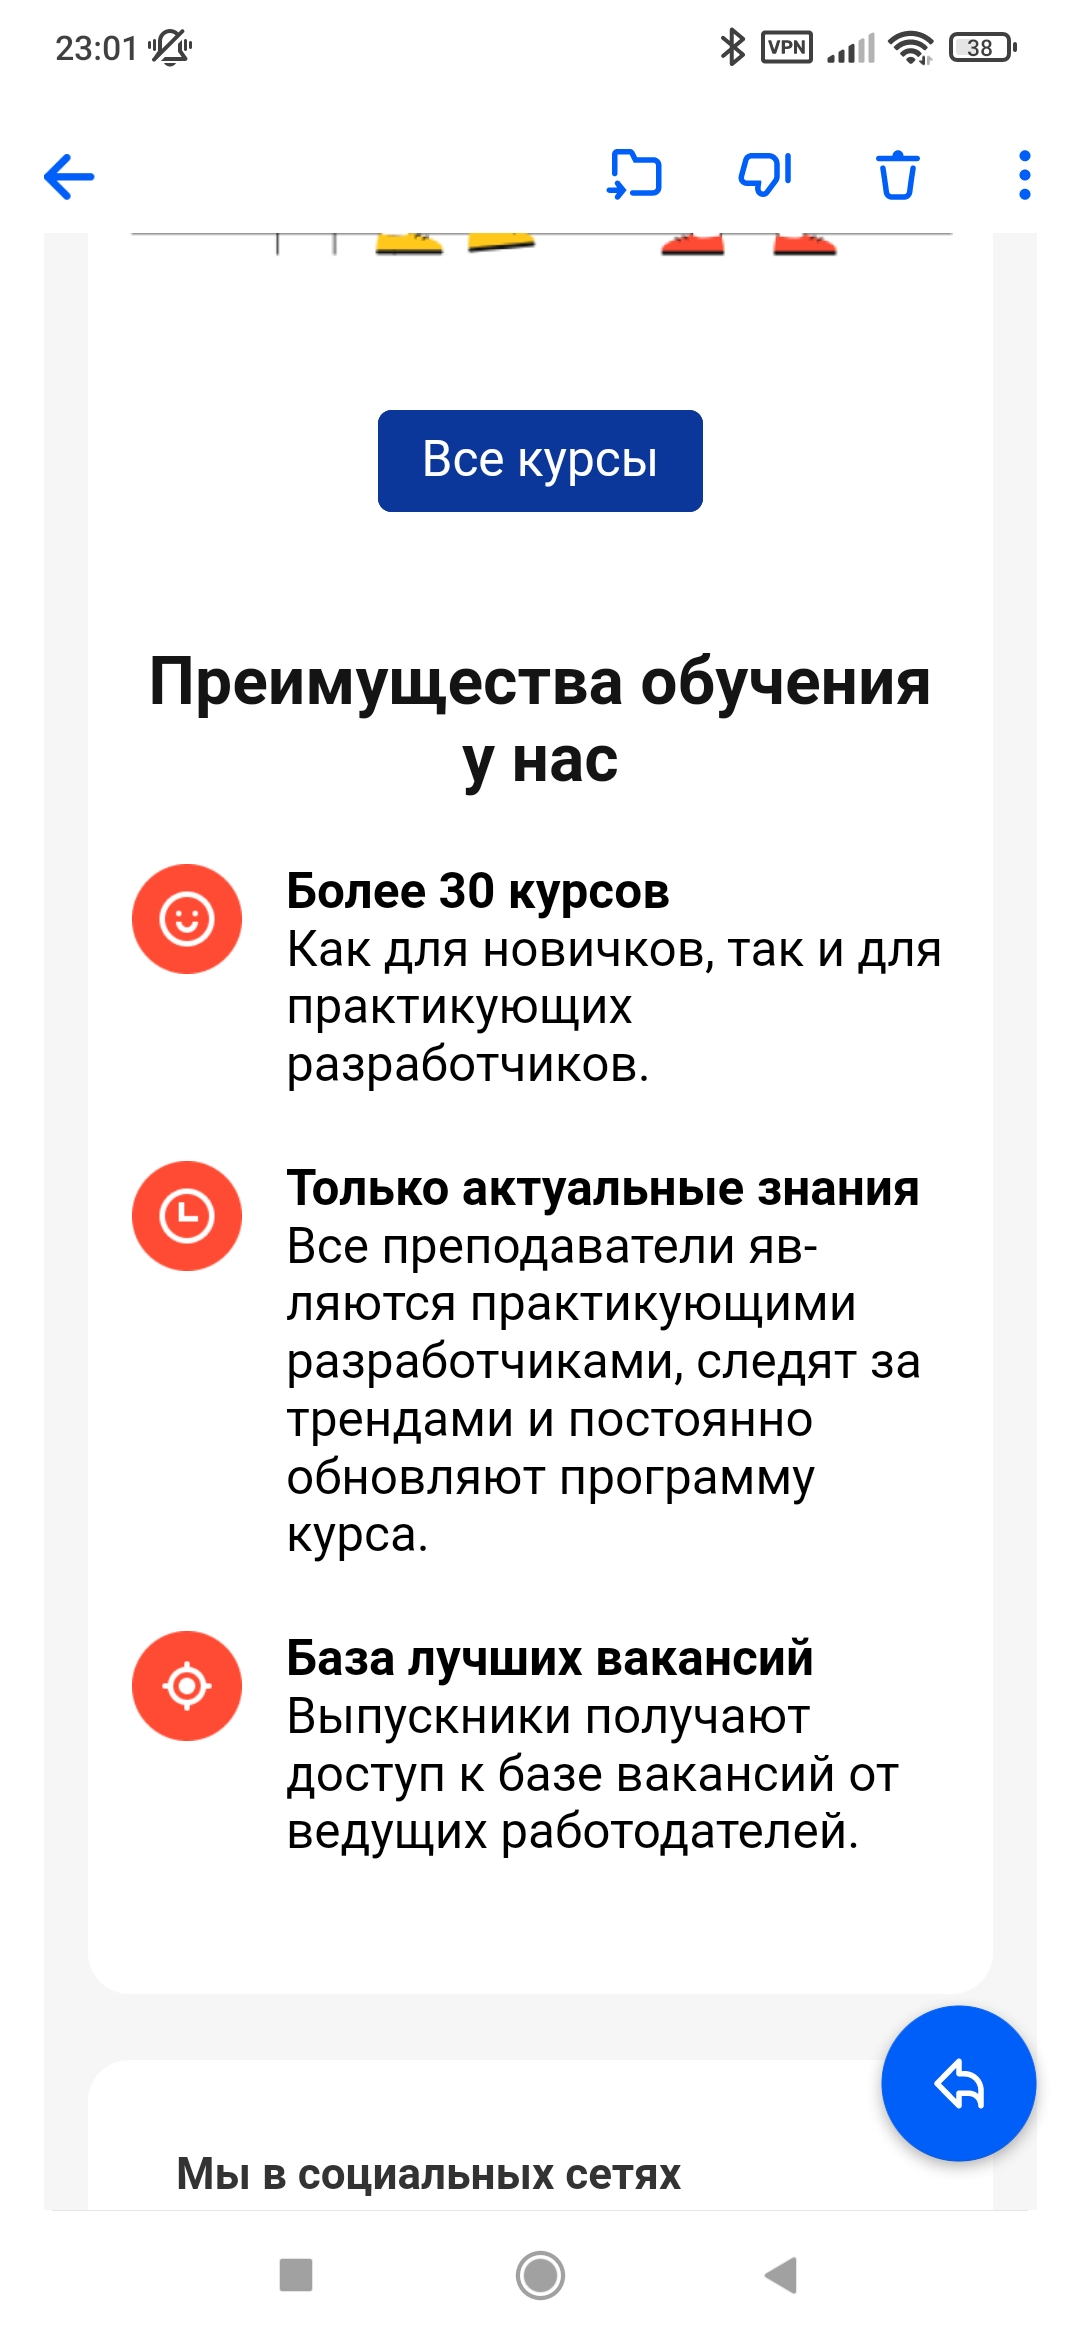 23:01
VPN
38
Все курсы
Преимущества обучения
у нас
Более 30 курсов
Как для новичков, так и для
практикующих
разработчиков.
Только актуальные знания
Все преподаватели яв-
ляются практикующими
разработчиками, следят за
трендами и постоянно
обновляют программу
курса.
База лучших вакансий
Выпускники получают
доступ к базе вакансий от
ведущих работодателей.
Мы в социальных сетях